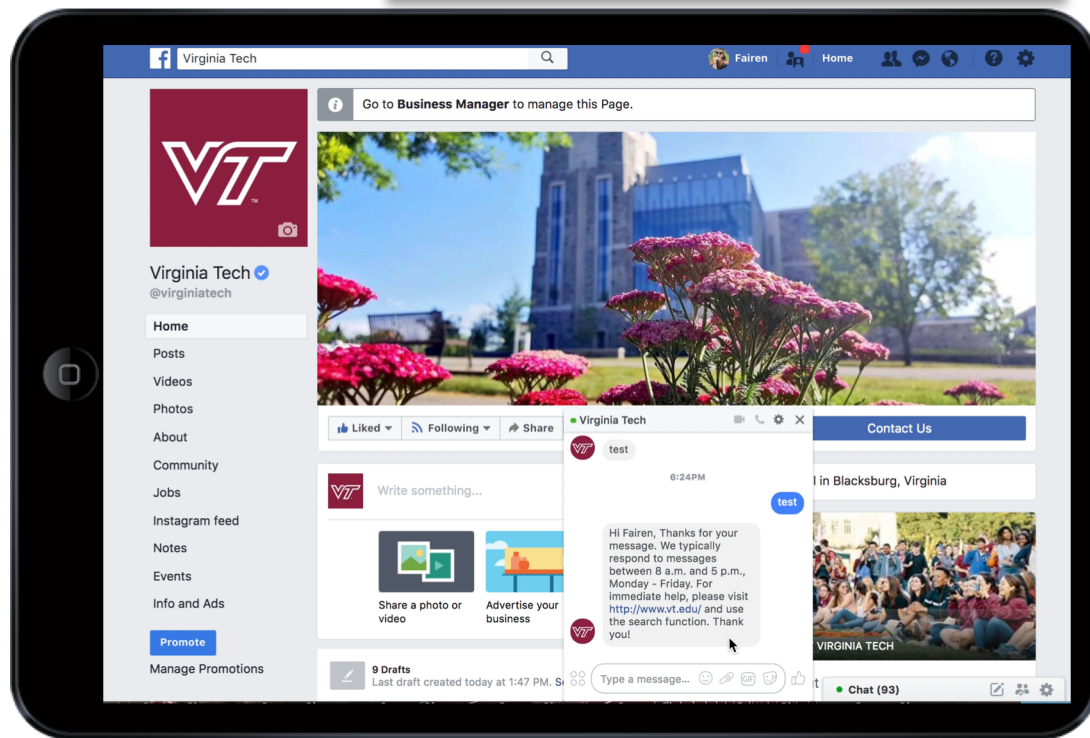 Virginia Tech
Fairen
Home
Go to Business Manager to manage this Page.
VT
TM
Virginia Tech
@virginiatech
Home
Posts
Videos
Photos
About
Community
Jobs
Instagram feed
Notes
Events
Info and Ads
Promote
Manage Promotions
Liked
Following
Share
Contact Us
VT
Write something...
Share a photo or
video
Advertise your
business
9 Drafts
Last draft created today at 1:47 PM.
Virginia Tech
VT
test
6:24PM
test
Hi Fairen, Thanks for your
message. We typically
respond to messages
between 8 a.m. and 5 p.m.,
Monday - Friday. For
immediate help, please visit
http://www.vt.edu/ and use
the search function. Thank
you!
VT
Type a message...
GIF
in Blacksburg, Virginia
VIRGINIA TECH
Chat (93)